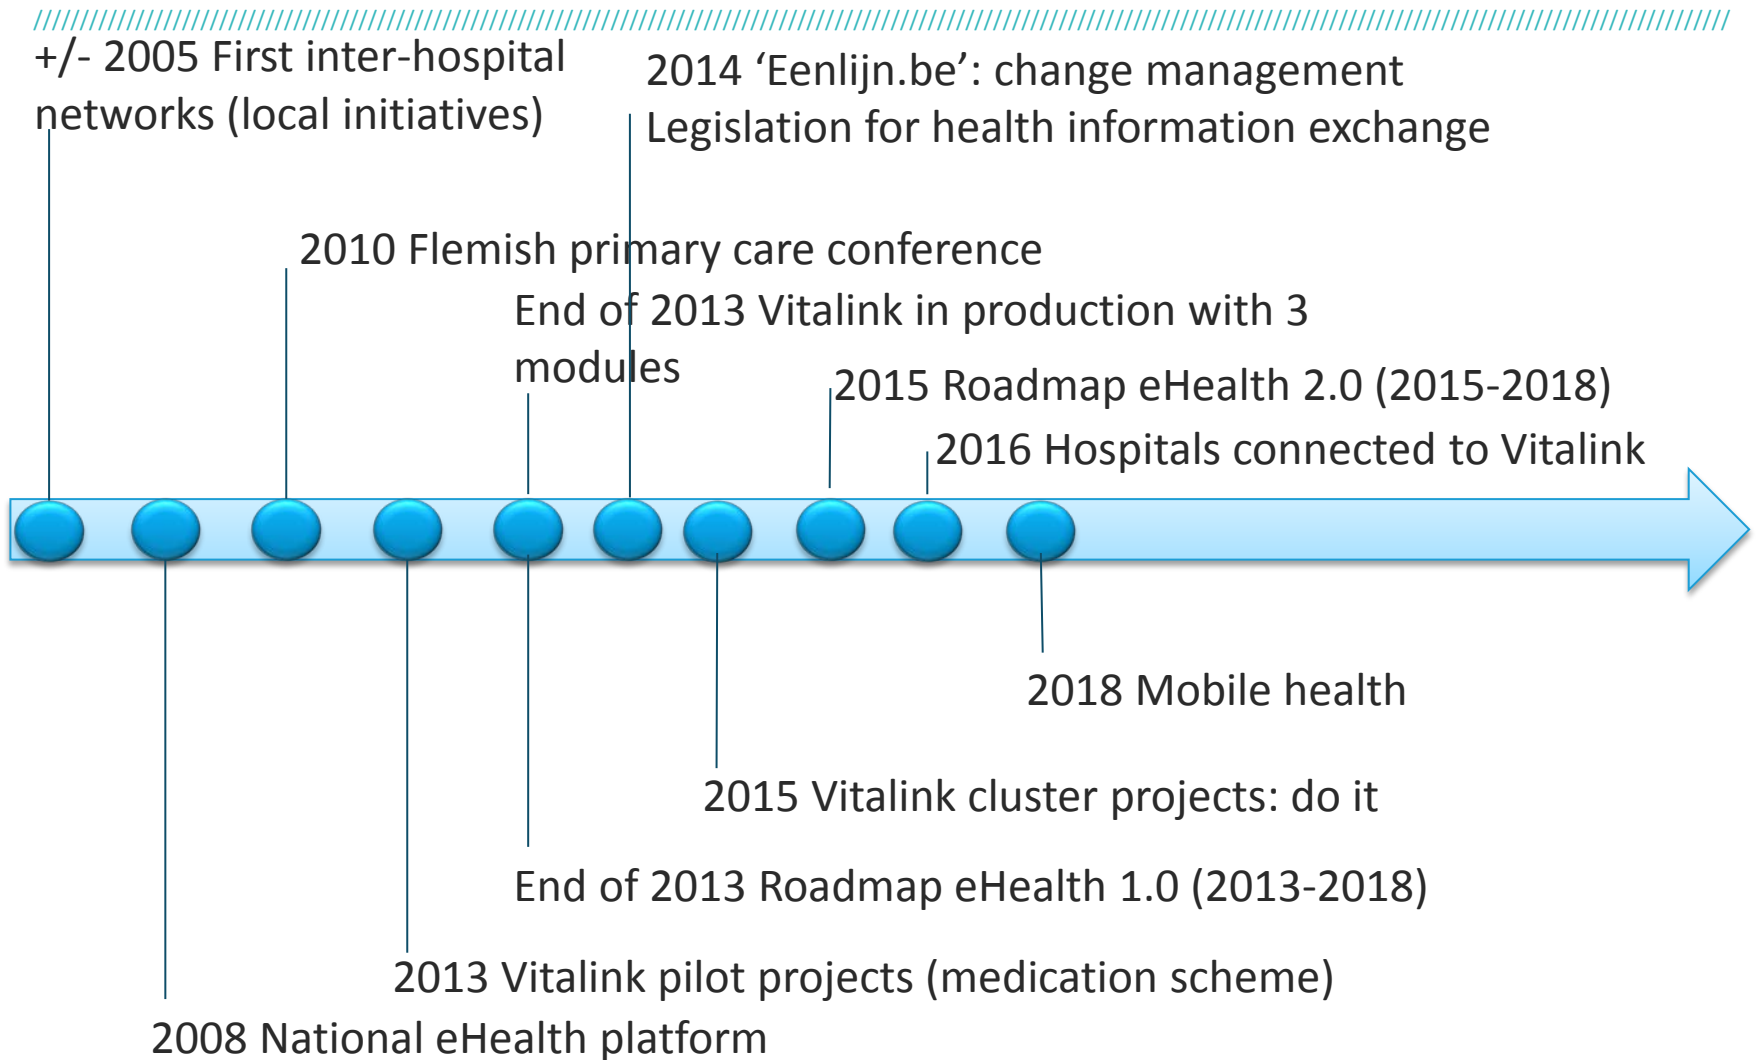 +/- 2005 First inter-hospital
networks (local initiatives)
2014 ‘Eenlijn.be’: change management
Legislation for health information exchange
2010 Flemish primary care conference
End of 2013 Vitalink in production with 3
modules
2015 Roadmap eHealth 2.0 (2015-2018)
2016 Hospitals connected to Vitalink
2018 Mobile health
2015 Vitalink cluster projects: do it
End of 2013 Roadmap eHealth 1.0 (2013-2018)
2013 Vitalink pilot projects (medication scheme)
2008 National eHealth platform